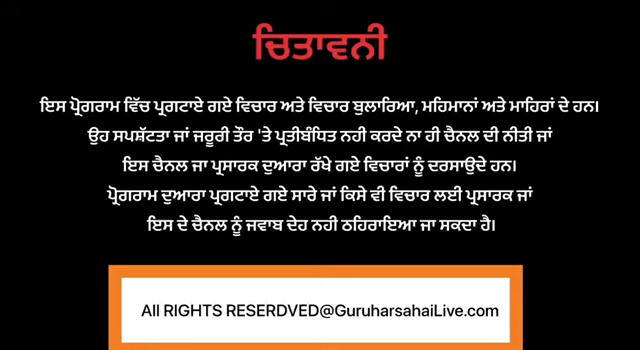 ਚਿਤਾਵਨੀ
ਇਸ ਪ੍ਰੋਗਰਾਮ ਵਿੱਚ ਪ੍ਰਗਟਾਏ ਗਏ ਵਿਚਾਰ ਅਤੇ ਵਿਚਾਰ ਬੁਲਾਰਿਆ, ਮਹਿਮਾਨਾਂ ਅਤੇ ਮਾਹਿਰਾਂ ਦੇ ਹਨ।
ਉਹ ਸਪਸ਼ੱਟਤਾ ਜਾਂ ਜਰੂਰੀ ਤੌਰ 'ਤੇ ਪ੍ਰਤੀਬੰਧਿਤ ਨਹੀ ਕਰਦੇ ਨਾ ਹੀ ਚੈਨਲ ਦੀ ਨੀਤੀ ਜਾਂ
ਇਸ ਚੈਨਲ ਜਾ ਪ੍ਰਸਾਰਕ ਦੁਆਰਾ ਰੱਖੇ ਗਏ ਵਿਚਾਰਾਂ ਨੂੰ ਦਰਸਾਉਦੇ ਹਨ।
ਪ੍ਰੋਗਰਾਮ ਦੁਆਰਾ ਪ੍ਰਗਟਾਏ ਗਏ ਸਾਰੇ ਜਾਂ ਕਿਸੇ ਵੀ ਵਿਚਾਰ ਲਈ ਪ੍ਰਸਾਰਕ ਜਾਂ
ਇਸ ਦੇ ਚੈਨਲ ਨੂੰ ਜਵਾਬ ਦੇਹ ਨਹੀ ਠਹਿਰਾਇਆ ਜਾ ਸਕਦਾ ਹੈ।
All RIGHTS RESERDVED@GuruharsahaiLive.com